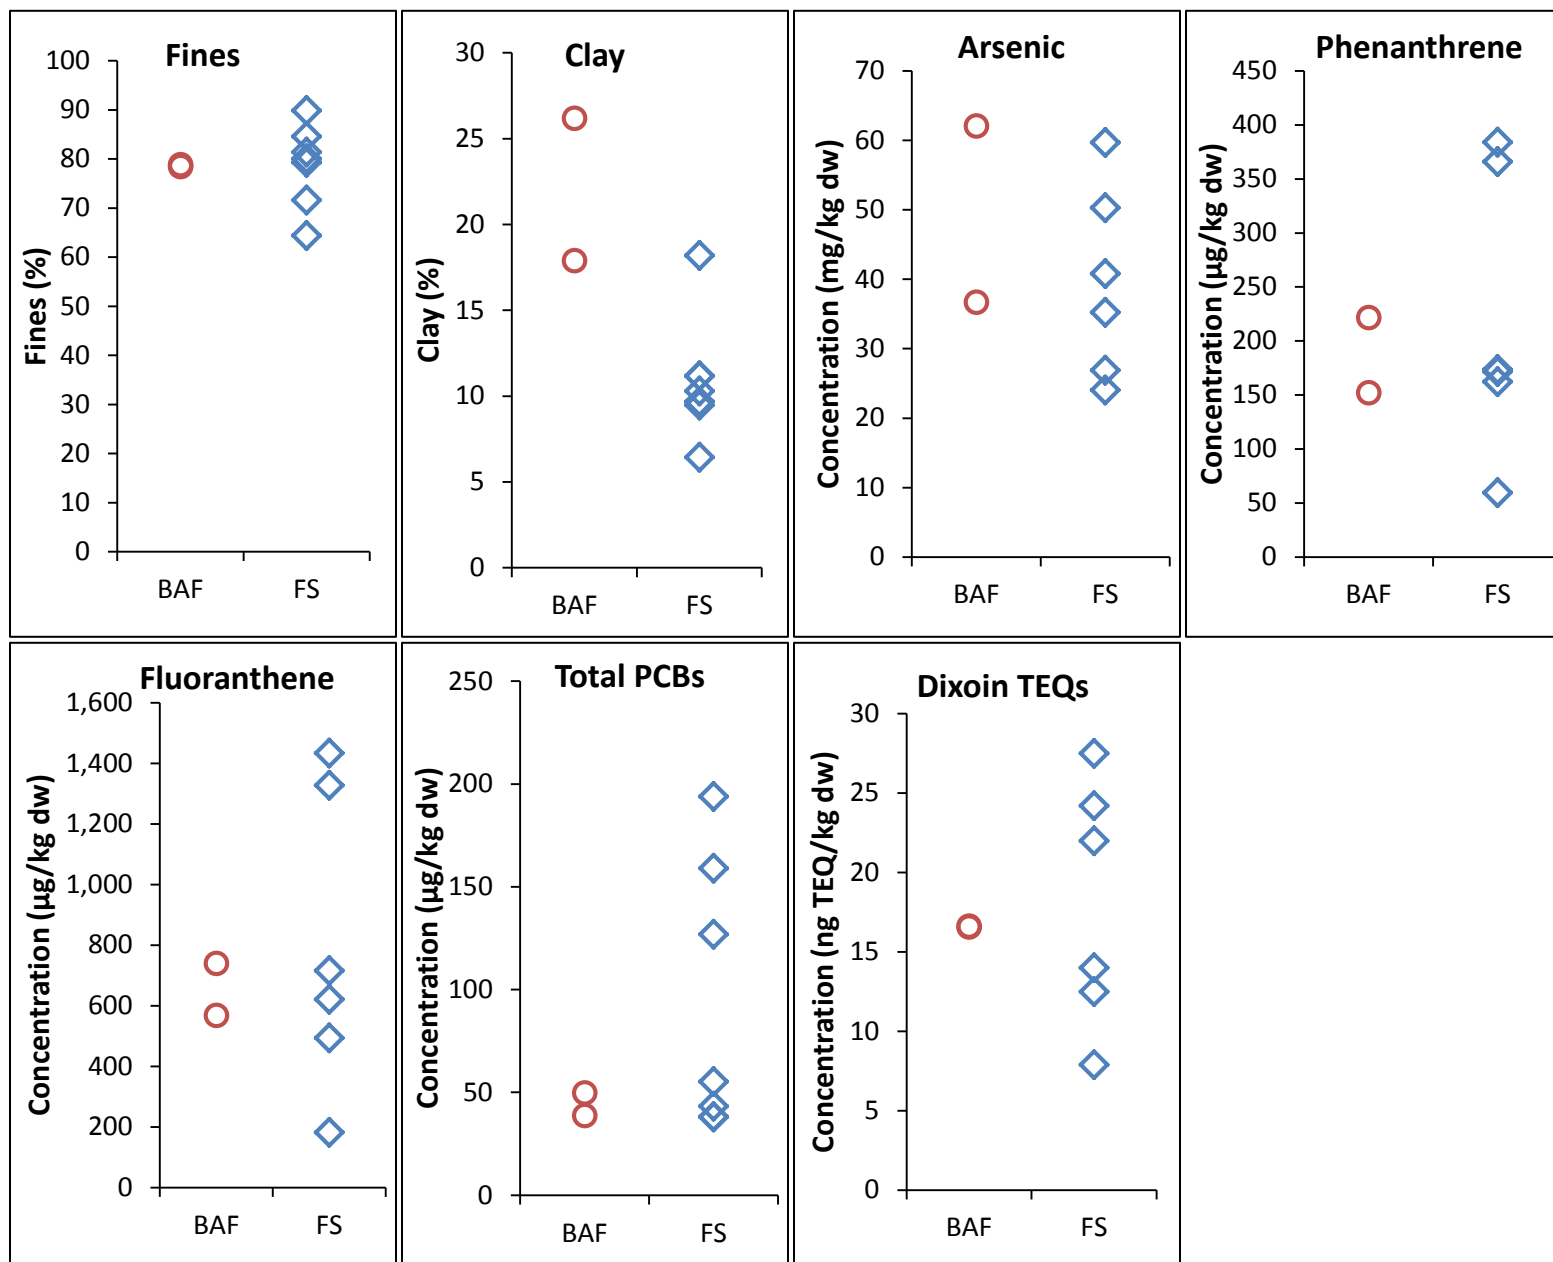 Fines
Fines (%)
100
90
80
70
60
50
40
30
20
10
0
BAF FS
Clay
Clay (%)
30
25
20
15
10
5
0
BAF FS
Arsenic
Concentration (mg/kg dw)
70
60
50
40
30
20
10
0
BAF FS
Phenanthrene
Concentration (µg/kg dw)
450
400
350
300
250
200
150
100
50
0
BAF FS
Fluoranthene
Concentration (µg/kg dw)
1,600
1,400
1,200
1,000
800
600
400
200
0
BAF FS
Total PCBs
Concentration (µg/kg dw)
250
200
150
100
50
0
BAF FS
Dixoin TEQs
Concentration (ng TEQ/kg dw)
30
25
20
15
10
5
0
BAF FS